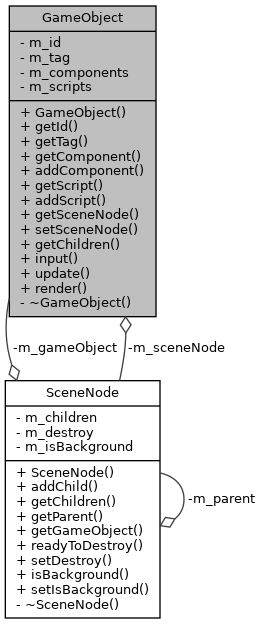 GameObject
- m_id
- m_tag
- m_components
- m_scripts
+ GameObject()
+ getId()
+ getTag()
+ getComponent()
+ addComponent()
+ getScript()
+ addScript()
+ getSceneNode()
+ setSceneNode()
+ getChildren()
+ input()
+ update()
+ render()
- ~GameObject()
-m_gameObject
-m_sceneNode
SceneNode
- m_children
- m_destroy
- m_isBackground
+ SceneNode()
+ addChild()
+ getChildren()
+ getParent()
+ getGameObject()
+ readyToDestroy()
+ setDestroy()
+ isBackground()
+ setIsBackground()
- ~SceneNode()
-m_parent